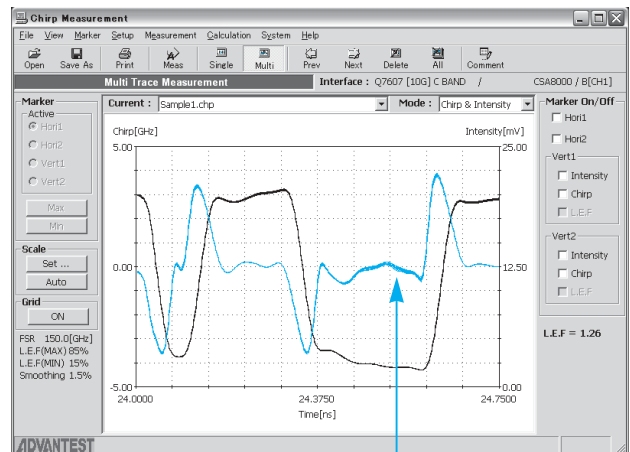 Chirp Measurement
File View Marker Setup Measurement Calculation System Help
Open Save As Print Meas Single Multi Prev Next Delete All Comment
Multi Trace Measurement Interface : Q7607 [10G] C BAND / CSA8000 / B[CH1]
Marker
Active
Hori1
Hori2
Vert1
Vert2
Max
Min
Scale
Set ...
Auto
Grid
ON
FSR 150.0[GHz]
L.E.F(MAX) 85%
L.E.F(MIN) 15%
Smoothing 1.5%
Current : Sample1.chp Mode : Chirp & Intensity
Chirp[GHz] Intensity[mV]
5.00 25.00
0.00 12.50
-5.00 0.00
24.0000 24.3750 24.7500
Time[ns]
Marker On/Off
Hori1
Hori2
Vert1
Intensity
Chirp
L.E.F
Vert2
Intensity
Chirp
L.E.F
L.E.F = 1.26
ADVANTEST